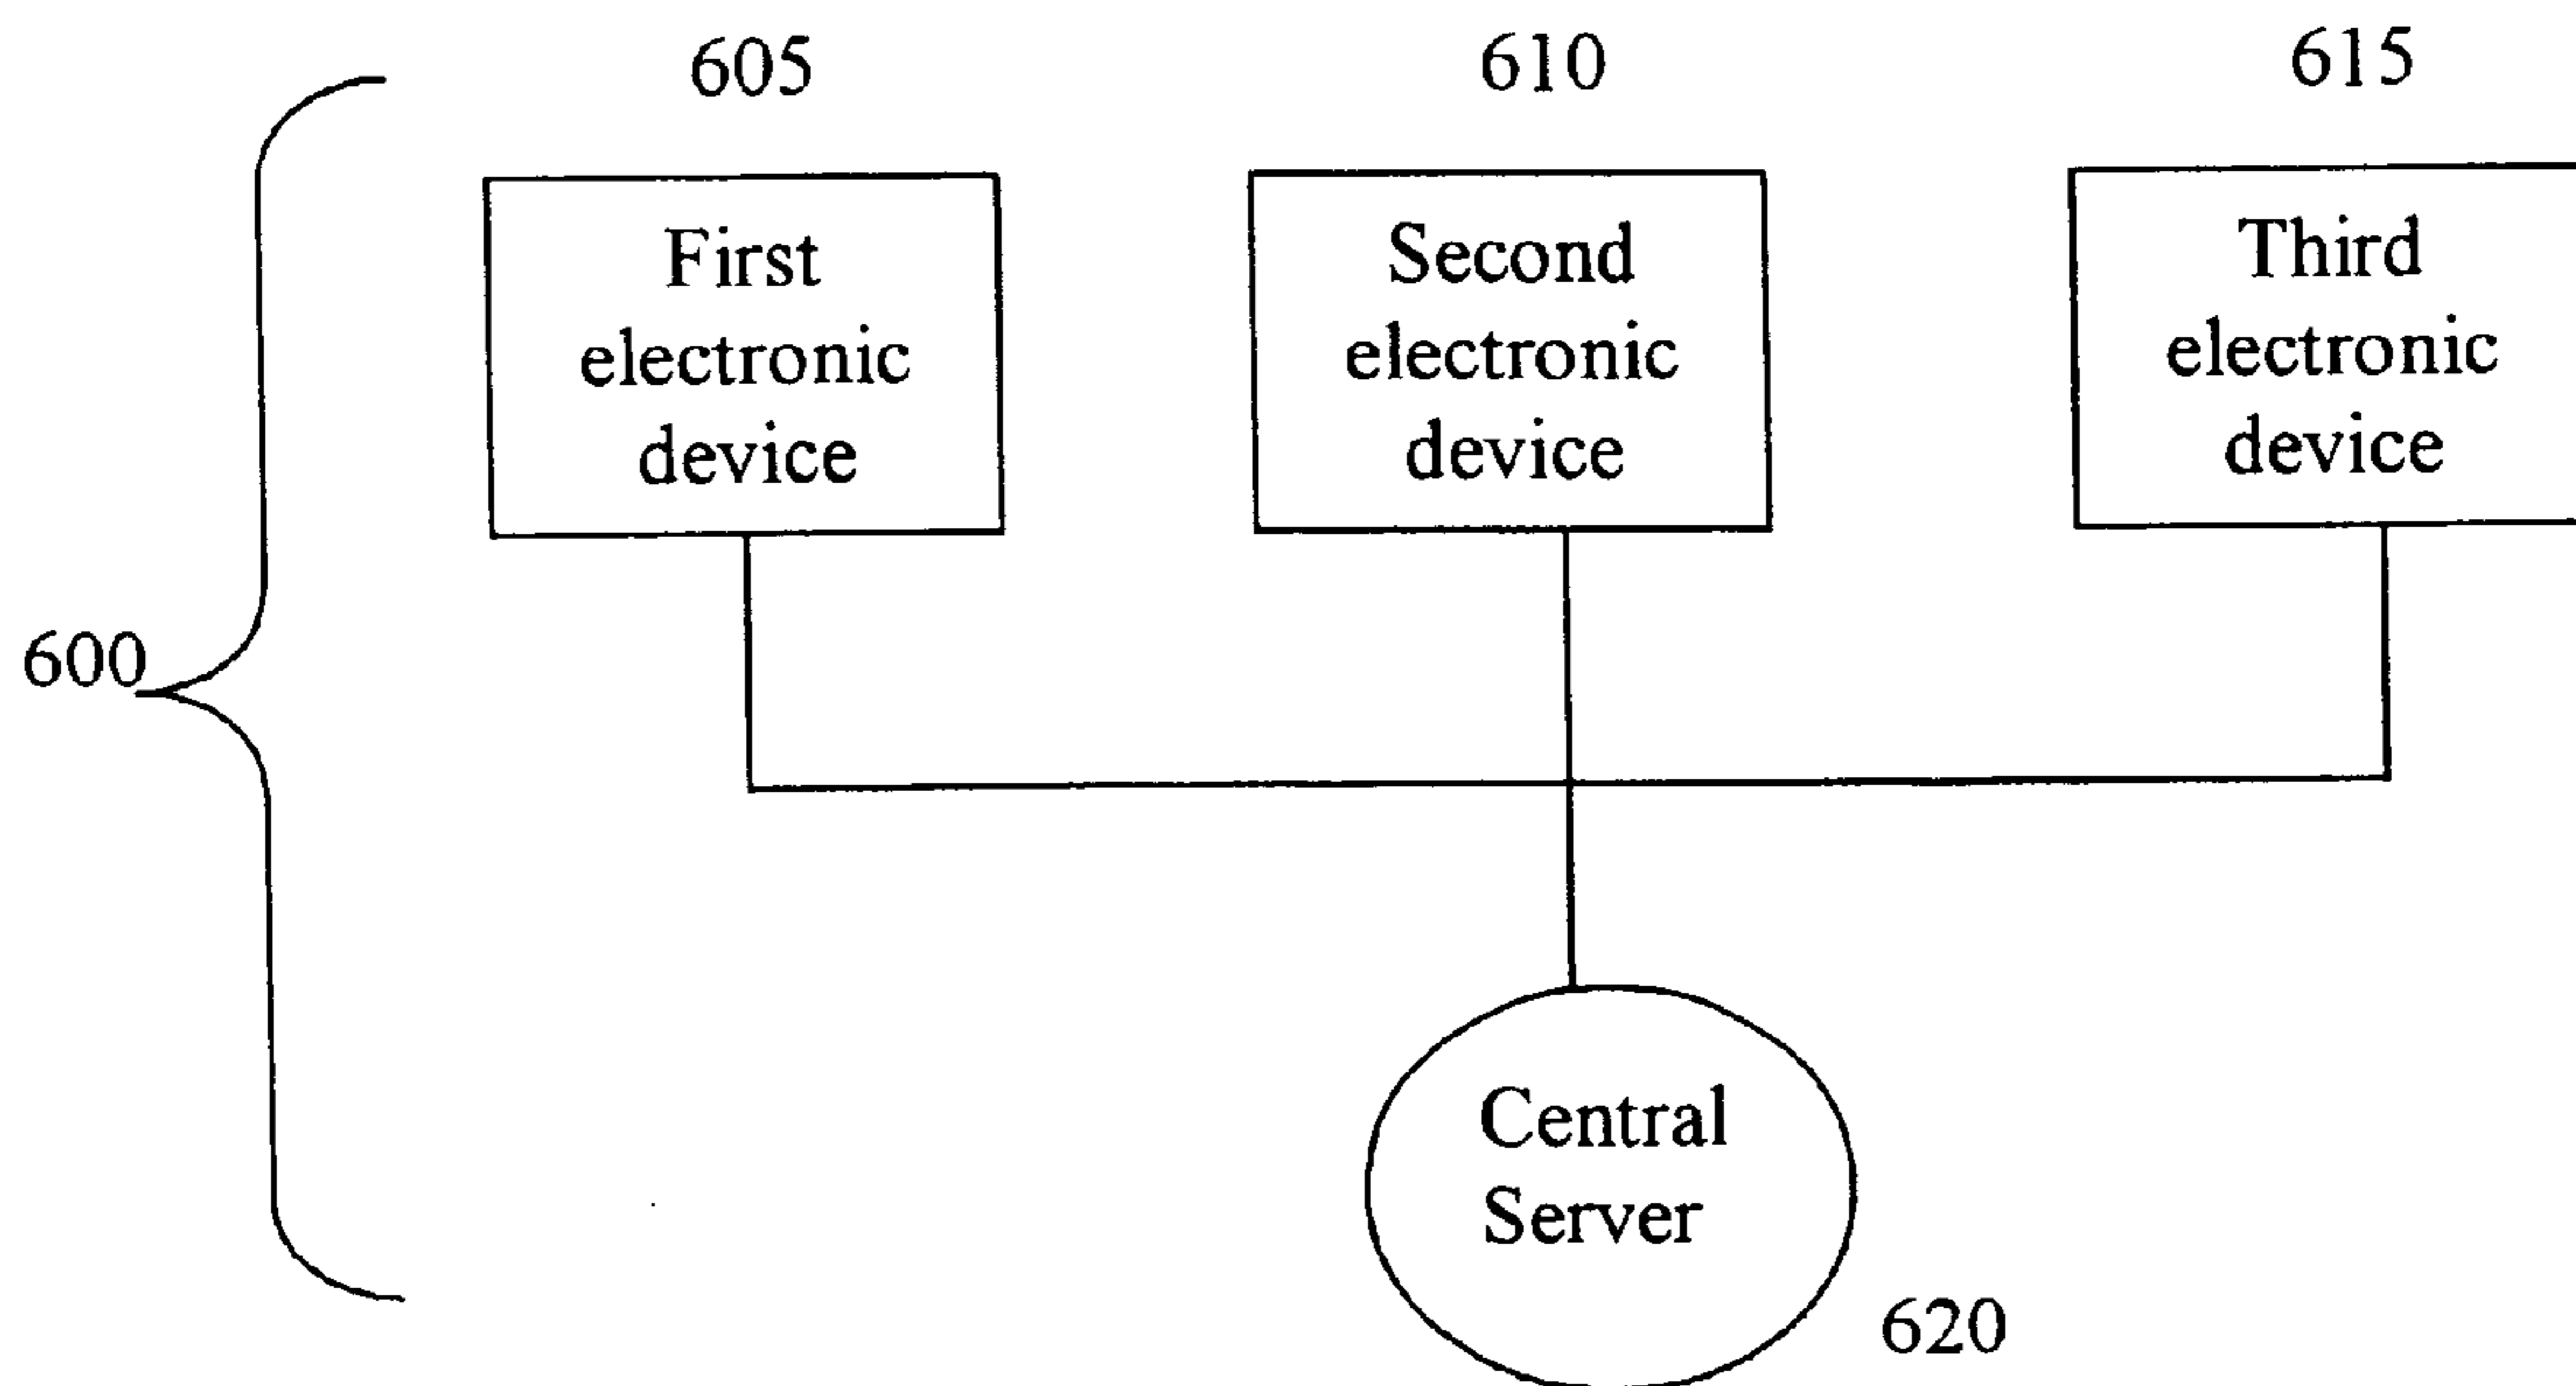 605
610
615
First
electronic
device
Second
electronic
device
Third
electronic
device
600
Central
Server
620